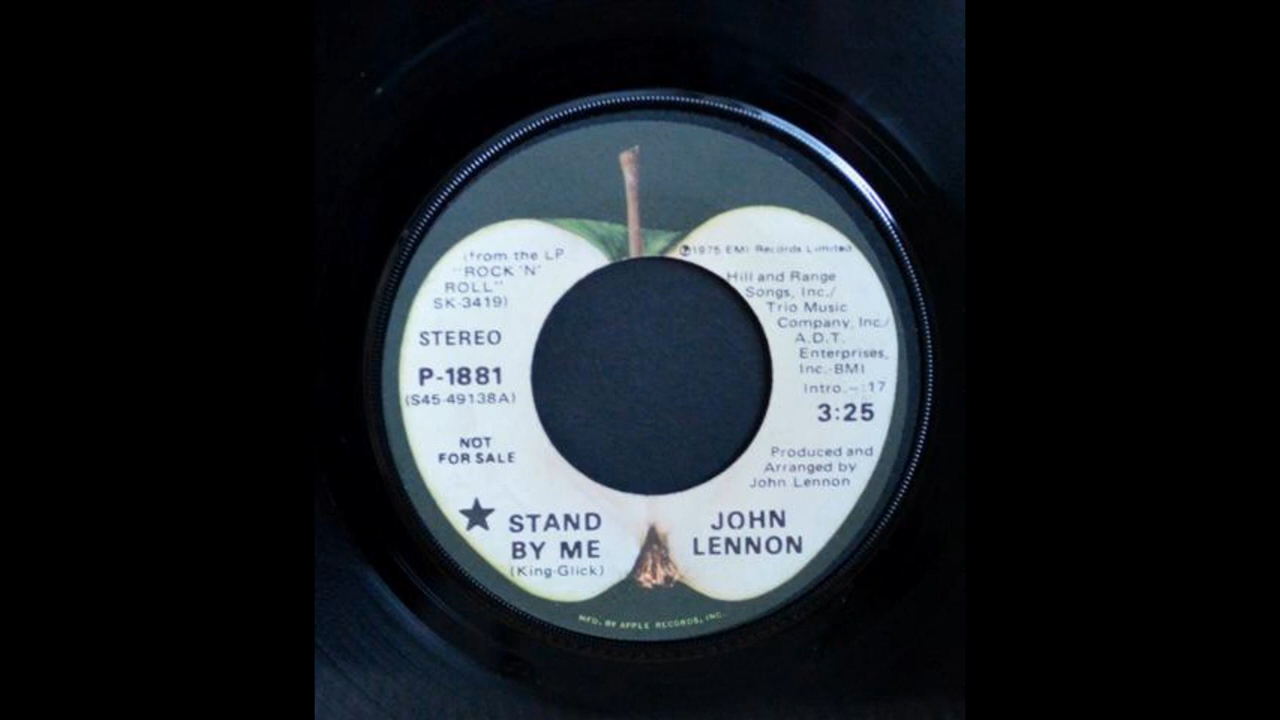 (from the LP
"ROCK 'N'
ROLL"
SK-3419)
STEREO
P-1881
(S45-49138A)
NOT
FOR SALE
★ STAND
BY ME
(King-Glick)
℗1975 EMI Records Limited
Hill and Range
Songs, Inc./
Trio Music
Company, Inc./
A.D.T.
Enterprises,
Inc.-BMI
Intro.-:17
3:25
Produced and
Arranged by
John Lennon
JOHN
LENNON
MFD. BY APPLE RECORDS, INC.